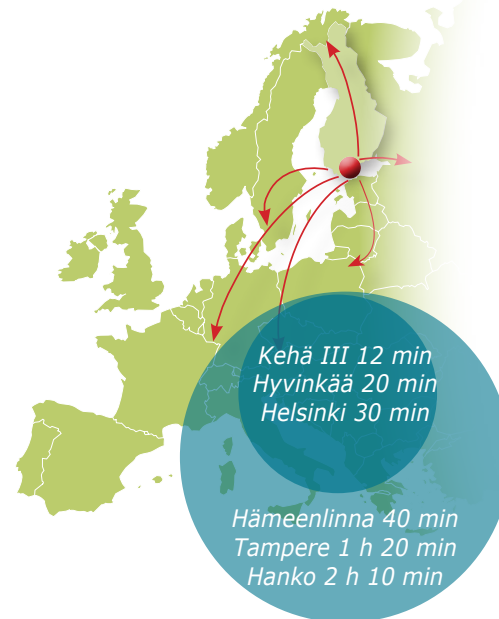 Kehä III 12 min
Hyvinkää 20 min
Helsinki 30 min
Hämeenlinna 40 min
Tampere 1 h 20 min
Hanko 2 h 10 min